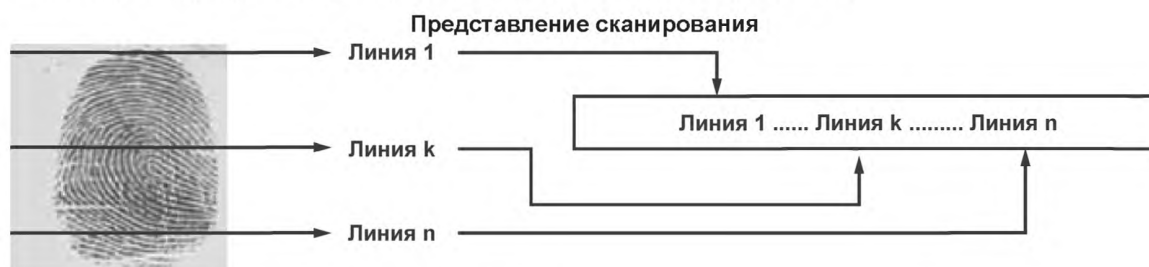 Представление сканирования
Линия 1
Линия 1 ...... Линия k ......... Линия n
Линия k
Линия n